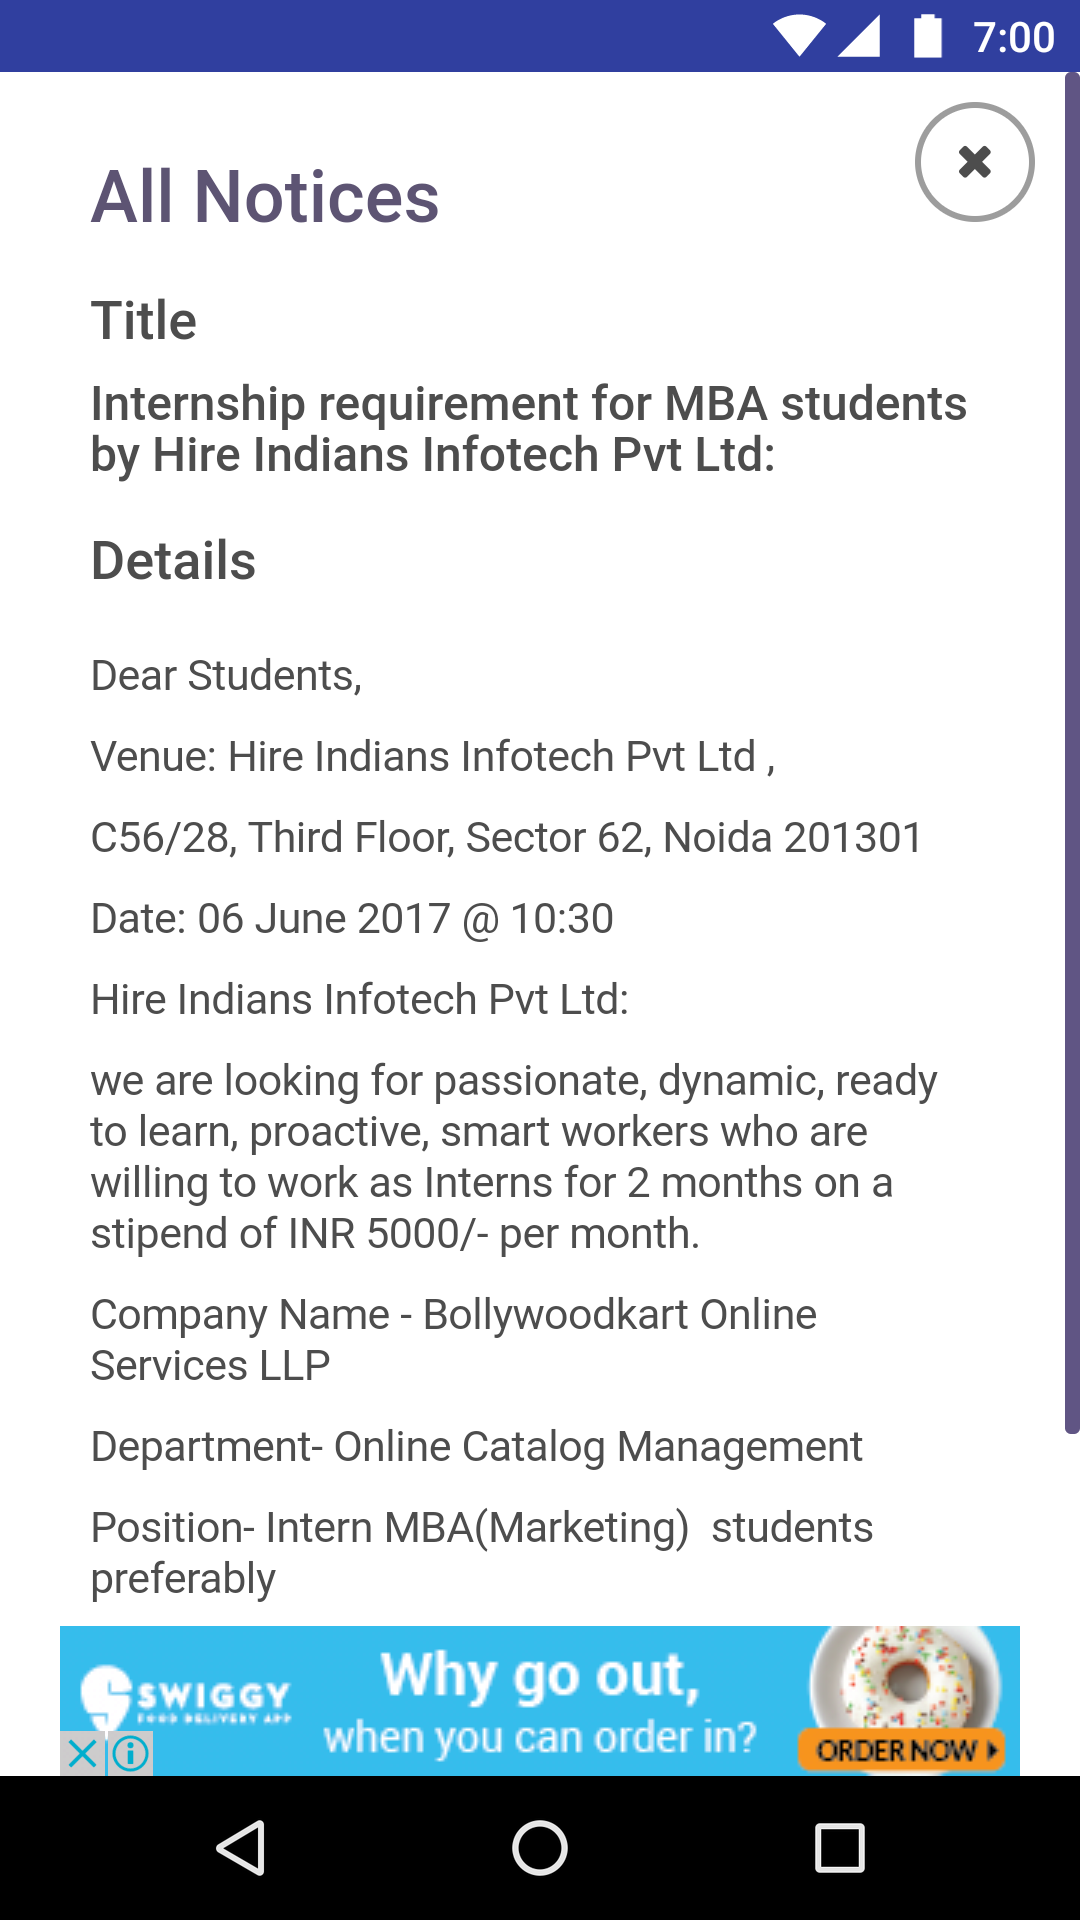 7:00
All Notices
Title
Internship requirement for MBA students
by Hire Indians Infotech Pvt Ltd:
Details
Dear Students,
Venue: Hire Indians Infotech Pvt Ltd ,
C56/28, Third Floor, Sector 62, Noida 201301
Date: 06 June 2017 @ 10:30
Hire Indians Infotech Pvt Ltd:
we are looking for passionate, dynamic, ready
to learn, proactive, smart workers who are
willing to work as Interns for 2 months on a
stipend of INR 5000/- per month.
Company Name - Bollywoodkart Online
Services LLP
Department- Online Catalog Management
Position- Intern MBA(Marketing)  students
preferably
SWIGGY
FOOD DELIVERY APP
Why go out,
when you can order in?
ORDER NOW